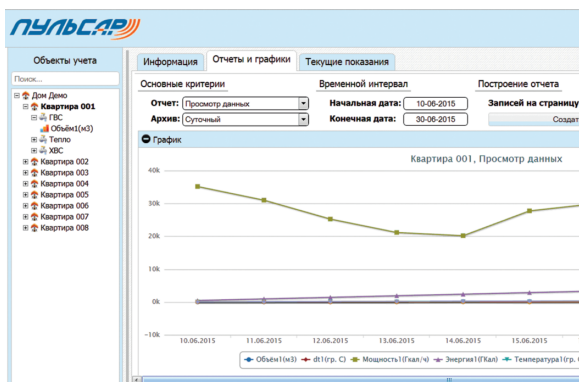 ПУЛЬСАР
Объекты учета
Поиск...
Дом Демо
Квартира 001
ГВС
Объём1(м3)
Тепло
ХВС
Квартира 002
Квартира 003
Квартира 004
Квартира 005
Квартира 006
Квартира 007
Квартира 008
Информация Отчеты и графики Текущие показания
Основные критерии Временной интервал Построение отчета
Отчет: Просмотр данных Начальная дата: 10-06-2015 Записей на страницу
Архив: Суточный Конечная дата: 30-06-2015 Создат
График
Квартира 001, Просмотр данных
40k
30k
20k
10k
0k
-10k
10.06.2015 11.06.2015 12.06.2015 13.06.2015 14.06.2015 15.06.2015
Объём1(м3) dt1(гр. C) Мощность1(Гкал/ч) Энергия1(ГКал) Температура1(гр.